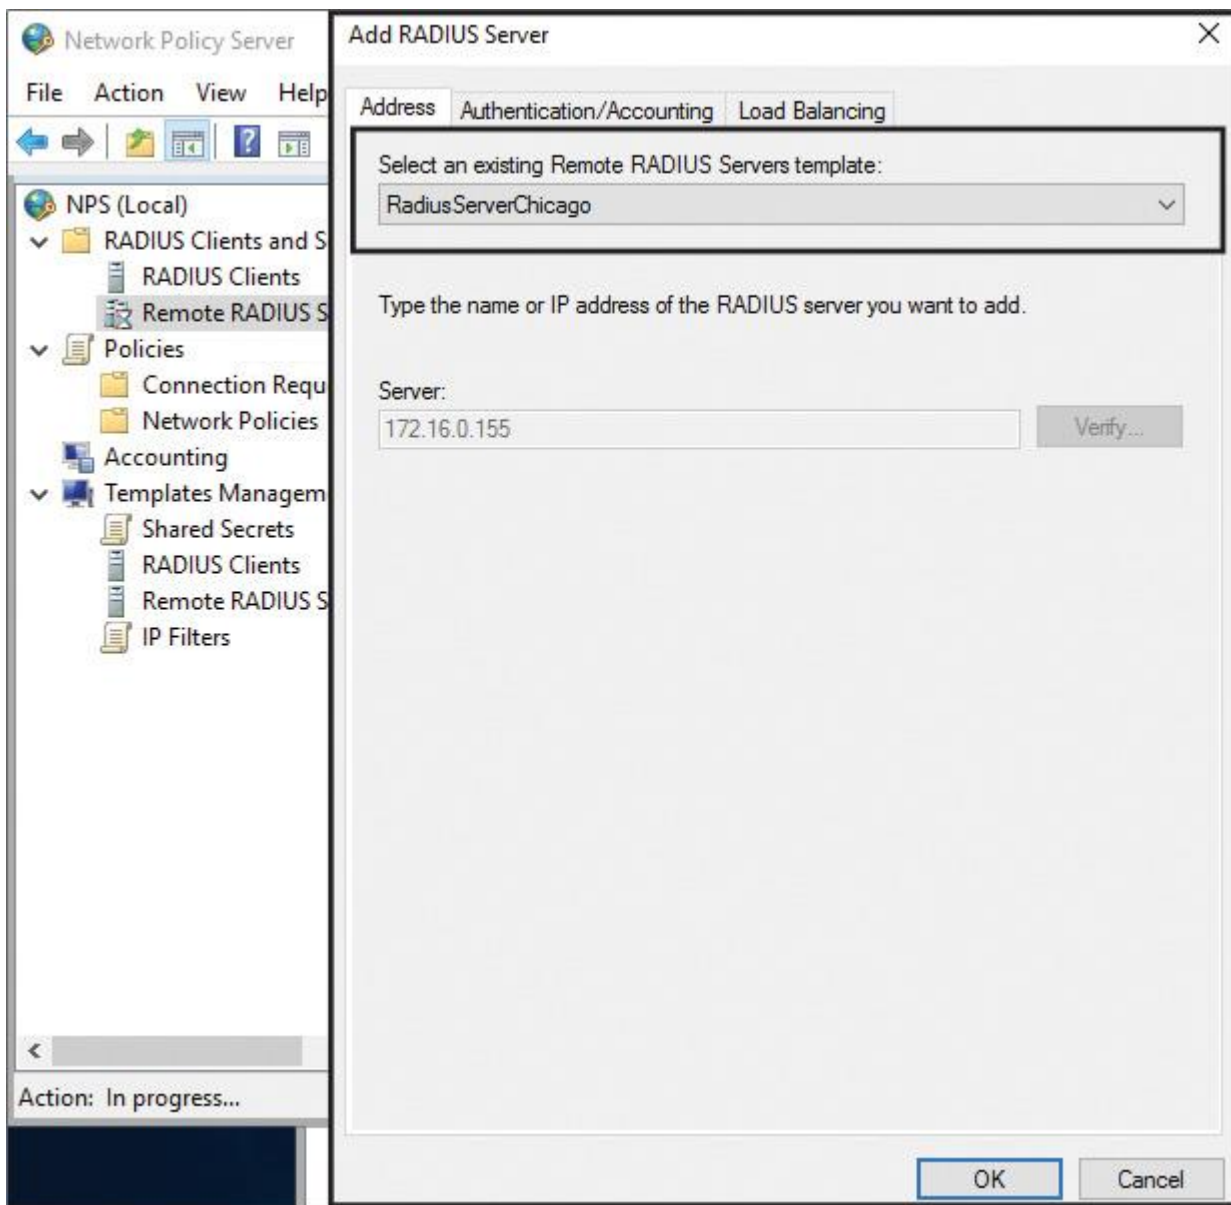 Network Policy Server
File Action View Help
NPS (Local)
RADIUS Clients and S
RADIUS Clients
Remote RADIUS S
Policies
Connection Requ
Network Policies
Accounting
Templates Managem
Shared Secrets
RADIUS Clients
Remote RADIUS S
IP Filters
Action: In progress...
Add RADIUS Server
Address Authentication/Accounting Load Balancing
Select an existing Remote RADIUS Servers template:
RadiusServerChicago
Type the name or IP address of the RADIUS server you want to add.
Server:
172.16.0.155 Verify...
OK Cancel